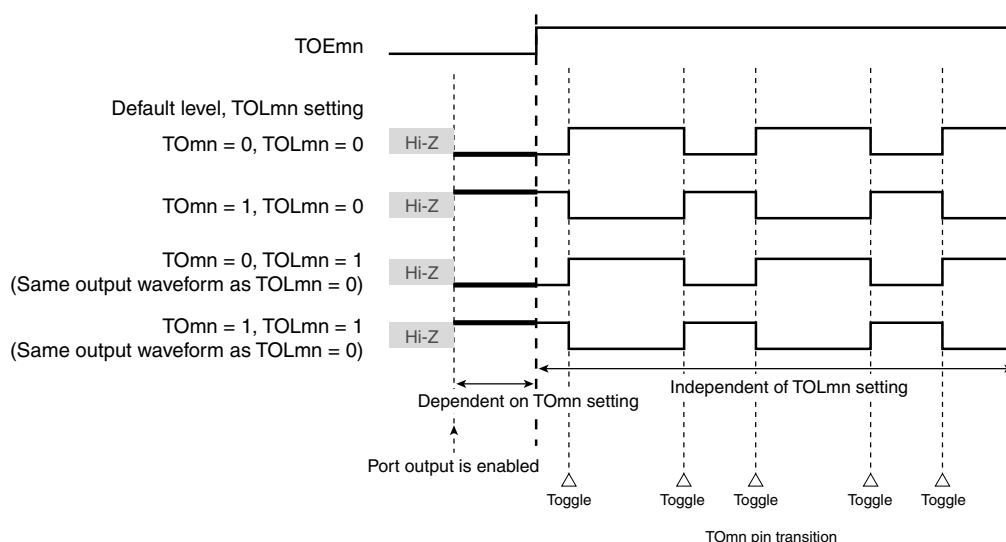 TOEmn
Default level, TOLmn setting
TOmn = 0, TOLmn = 0
Hi-Z
TOmn = 1, TOLmn = 0
Hi-Z
TOmn = 0, TOLmn = 1
(Same output waveform as TOLmn = 0)
Hi-Z
TOmn = 1, TOLmn = 1
(Same output waveform as TOLmn = 0)
Hi-Z
Independent of TOLmn setting
Dependent on TOmn setting
Port output is enabled
Toggle Toggle Toggle Toggle Toggle
TOmn pin transition